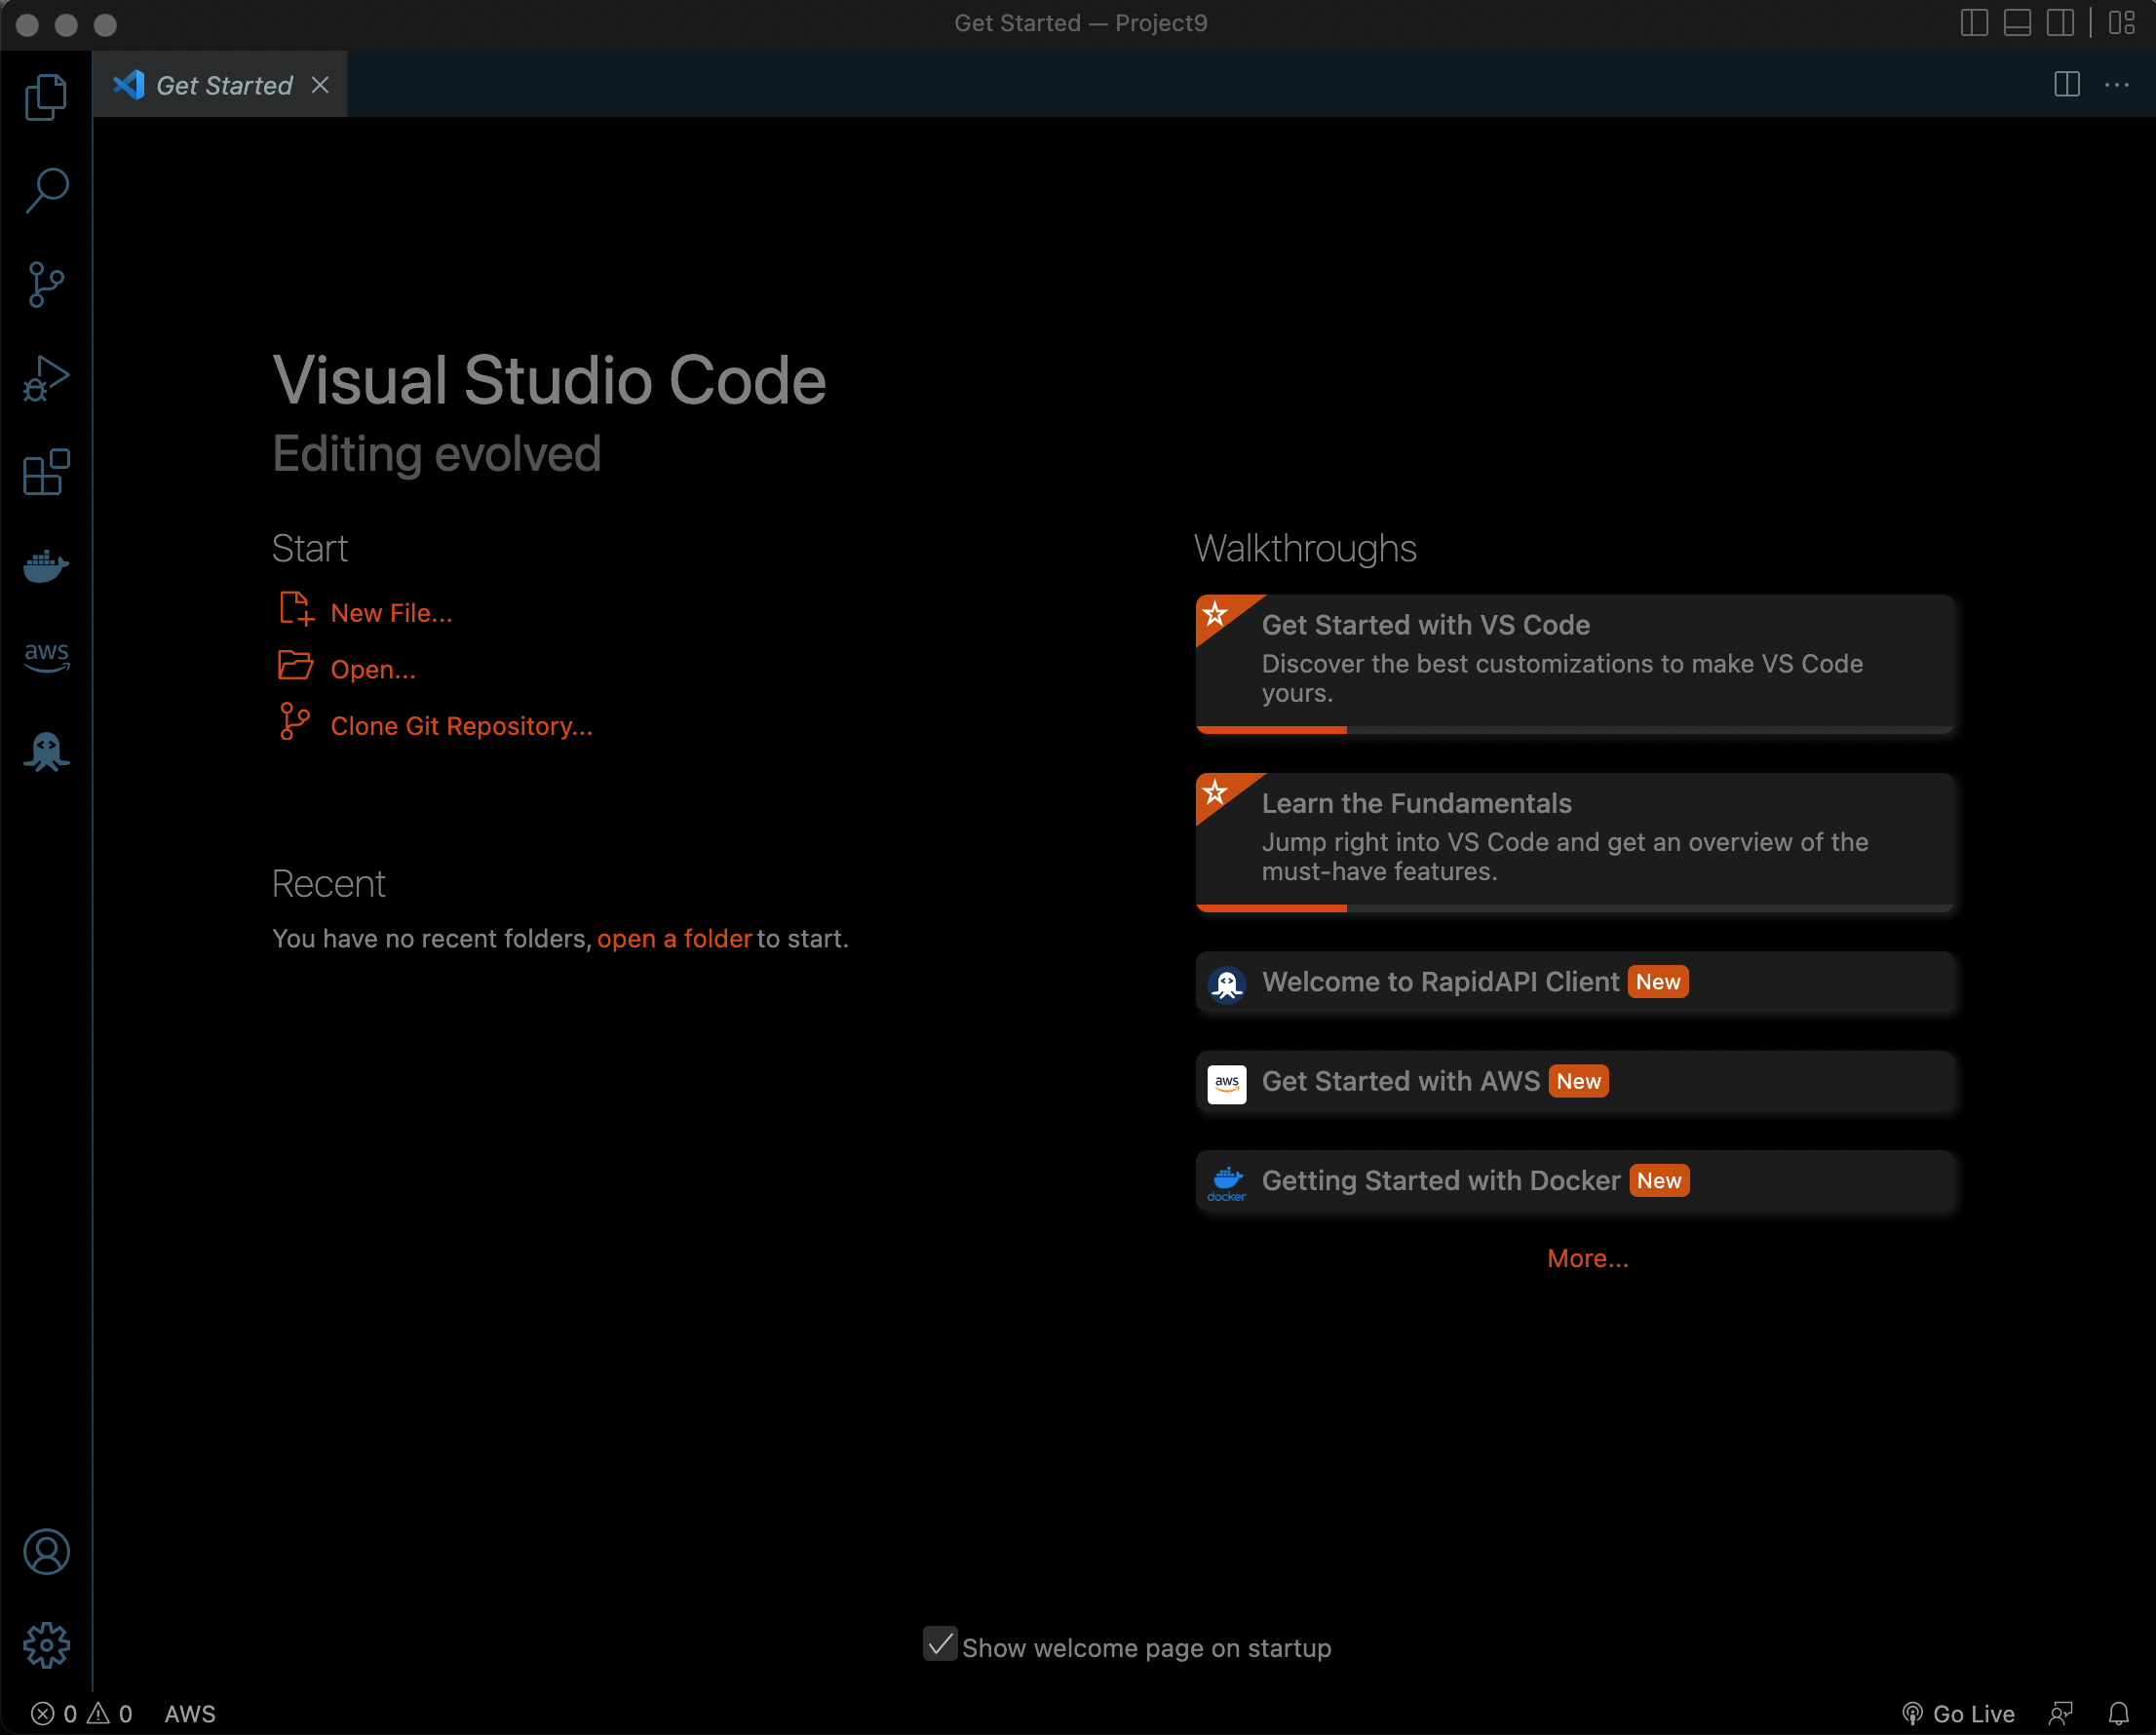 Get Started — Project9
Get Started
Visual Studio Code
Editing evolved
Start
New File...
Open...
Clone Git Repository...
Recent
You have no recent folders, open a folder to start.
Walkthroughs
Get Started with VS Code
Discover the best customizations to make VS Code
yours.
Learn the Fundamentals
Jump right into VS Code and get an overview of the
must-have features.
Welcome to RapidAPI Client New
aws Get Started with AWS New
docker Getting Started with Docker New
More...
aws
Show welcome page on startup
0 0 AWS
Go Live